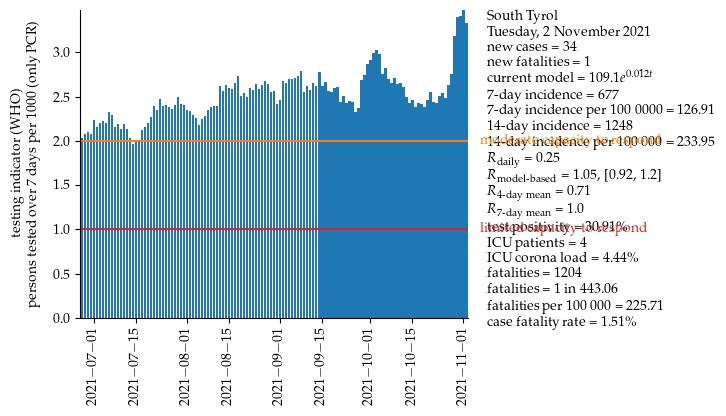 testing indicator (WHO)
persons tested over 7 days per 1000 (only PCR)
3.0
2.5
2.0
1.5
1.0
0.5
0.0
2021−07−01
2021−07−15
2021−08−01
2021−08−15
2021−09−01
2021−09−15
2021−10−01
2021−10−15
2021−11−01
South Tyrol
Tuesday, 2 November 2021
new cases = 34
new fatalities = 1
current model = 109.1e^0.012t
7-day incidence = 677
7-day incidence per 100 0000 = 126.91
14-day incidence = 1248
moderate capacity to respond
14-day incidence per 100 000 = 233.95
R_daily = 0.25
R_model-based = 1.05, [0.92, 1.2]
R_4-day mean = 0.71
R_7-day mean = 1.0
limited capacity to respond
test positivity = 30.91%
ICU patients = 4
ICU corona load = 4.44%
fatalities = 1204
fatalities = 1 in 443.06
fatalities per 100 000 = 225.71
case fatality rate = 1.51%